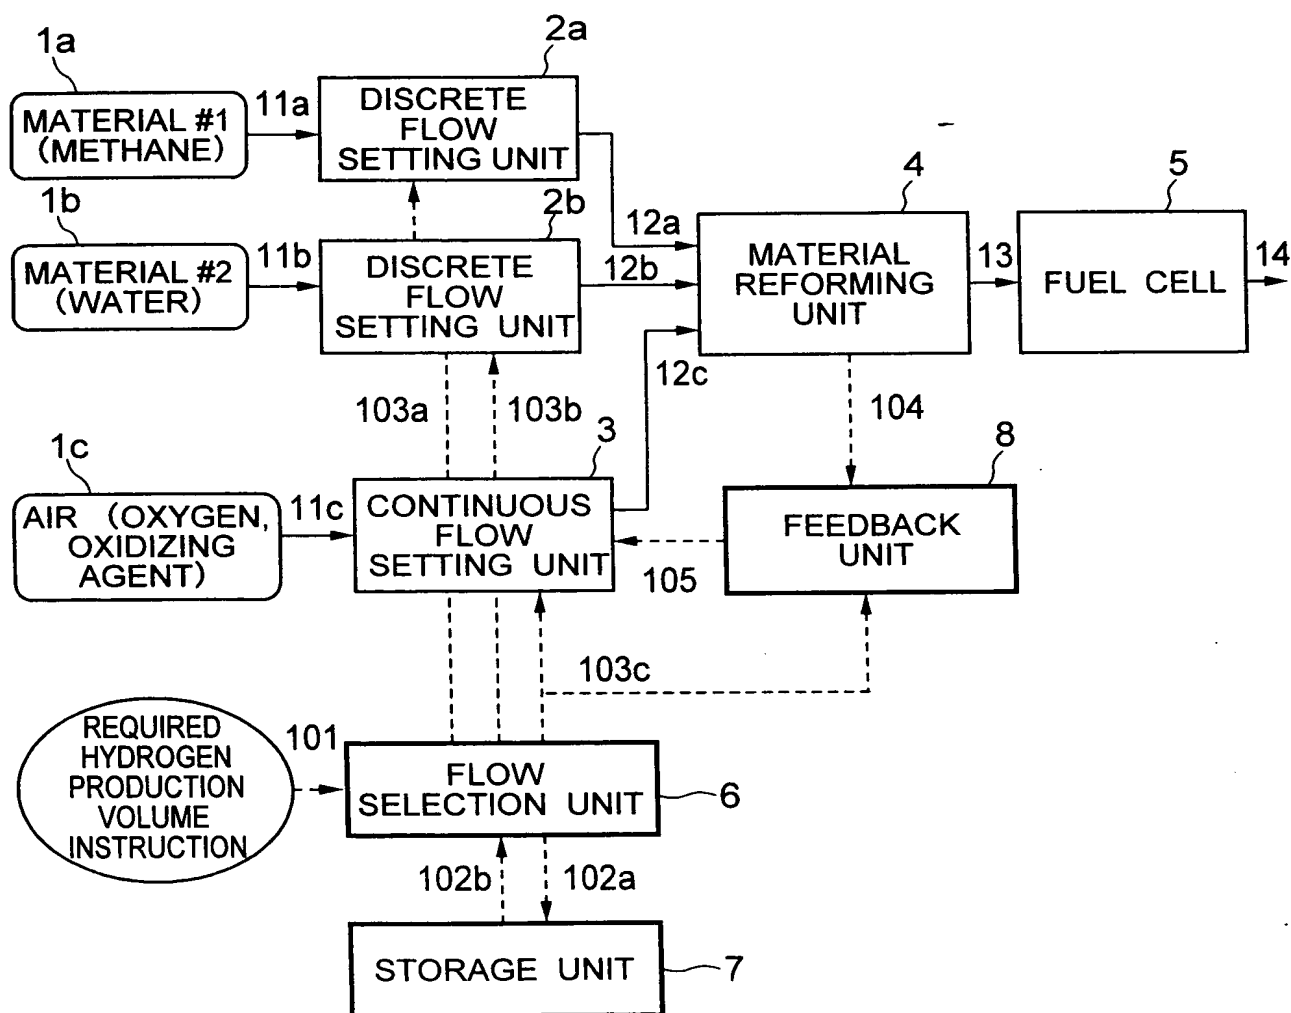 1a
2a
MATERIAL #1
(METHANE)
11a
DISCRETE
FLOW
SETTING UNIT
1b
2b
12a
4
5
MATERIAL #2
(WATER)
11b
DISCRETE
FLOW
SETTING UNIT
12b
MATERIAL
REFORMING
UNIT
13
FUEL CELL
14
12c
103a
103b
104
1c
3
8
AIR (OXYGEN,
OXIDIZING
AGENT)
11c
CONTINUOUS
FLOW
SETTING UNIT
105
FEEDBACK
UNIT
103c
REQUIRED
HYDROGEN
PRODUCTION
VOLUME
INSTRUCTION
101
FLOW
SELECTION UNIT
6
102b
102a
STORAGE UNIT
7